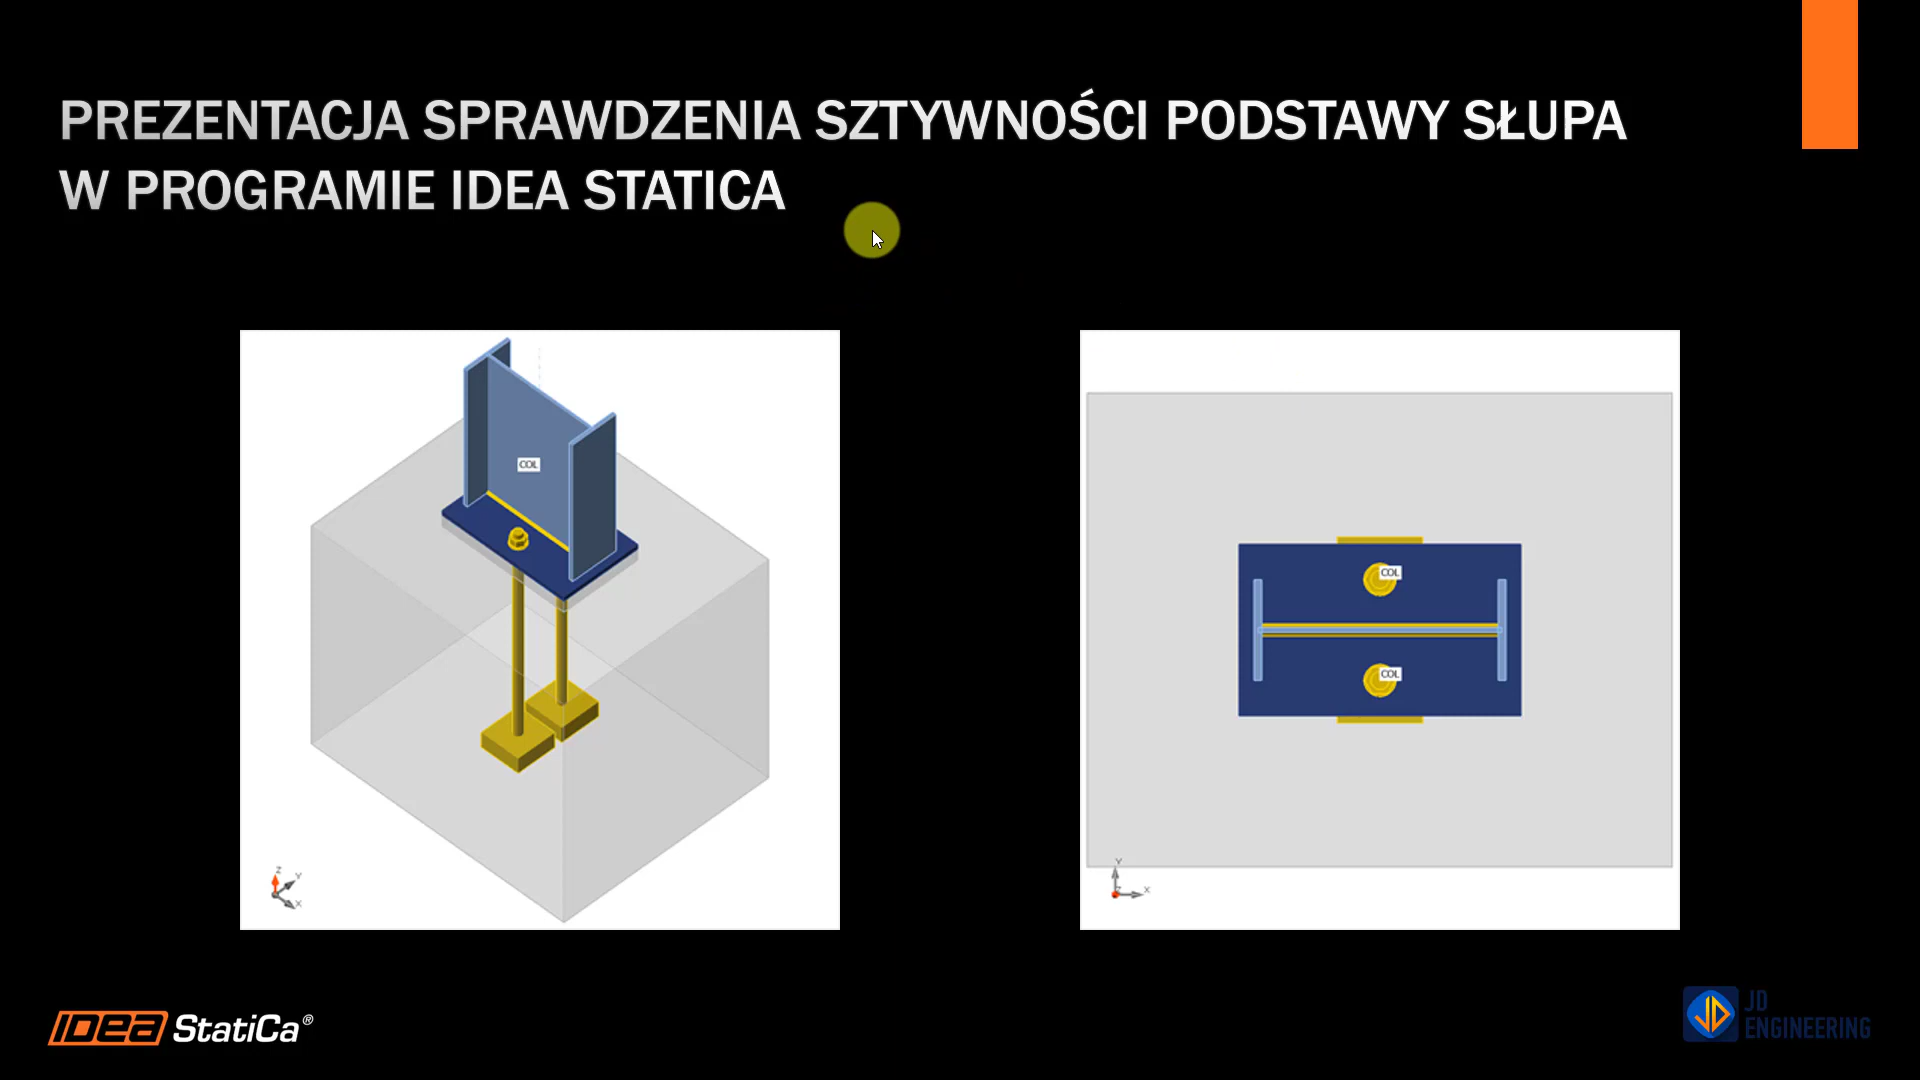 PREZENTACJA SPRAWDZENIA SZTYWNOŚCI PODSTAWY SŁUPA
W PROGRAMIE IDEA STATICA
COL
Z
Y
X
COL
COL
Y
Z
X
IDEA StatiCa®
JD
ENGINEERING